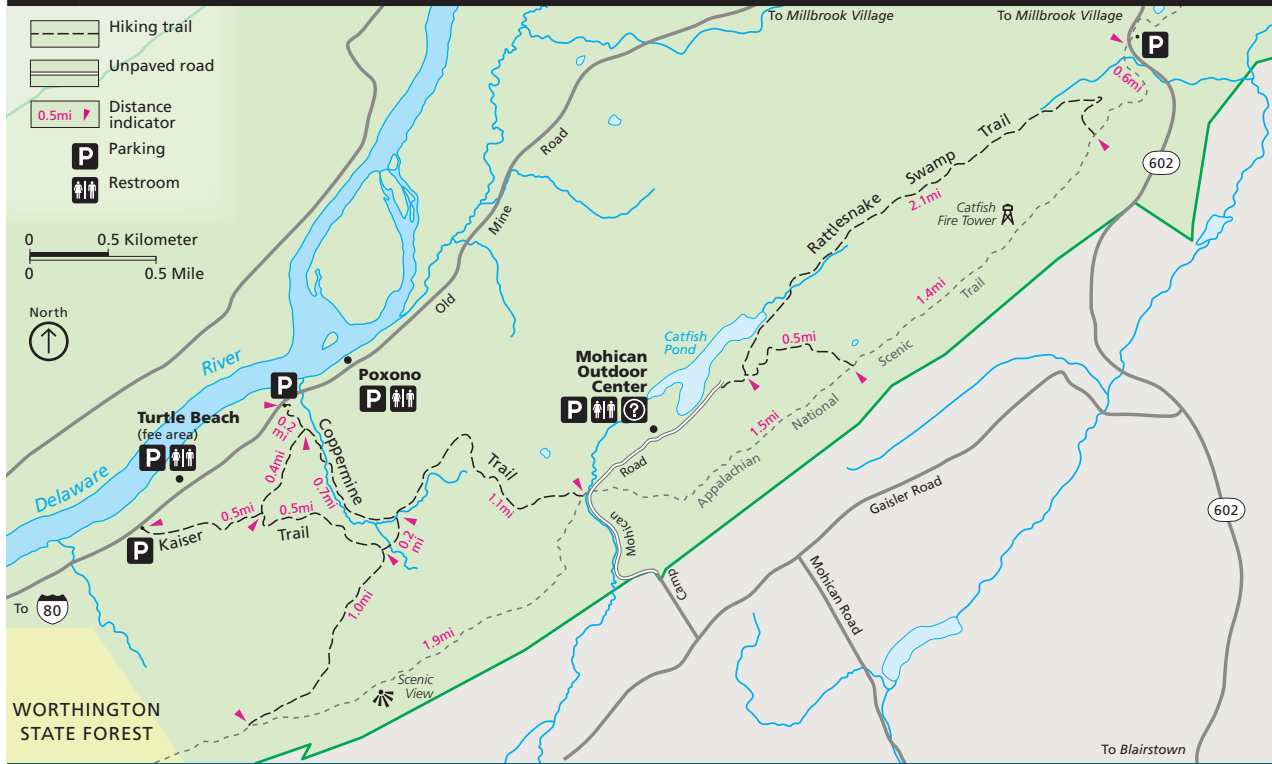 Hiking trail
Unpaved road
0.5mi
Distance
indicator
P
Parking
Restroom
0
0.5 Kilometer
0
0.5 Mile
North
To Millbrook Village
To Millbrook Village
P
0.6mi
602
Old
Mine
Road
Rattlesnake
Swamp
Trail
2.1mi
Catfish
Fire Tower
1.4mi
Trail
Scenic
National
Appalachian
1.5mi
0.5mi
Catfish
Pond
Mohican
Outdoor
Center
P
?
River
Delaware
P
Poxono
P
Turtle Beach
(fee area)
P
0.2
mi
Coppermine
Trail
0.4mi
0.7mi
1.1mi
0.5mi
0.5mi
Kaiser
Trail
P
0.2
mi
1.0mi
1.9mi
Scenic
View
Camp
Mohican
Road
Gaisler Road
Mohican Road
602
To 80
WORTHINGTON
STATE FOREST
To Blairstown